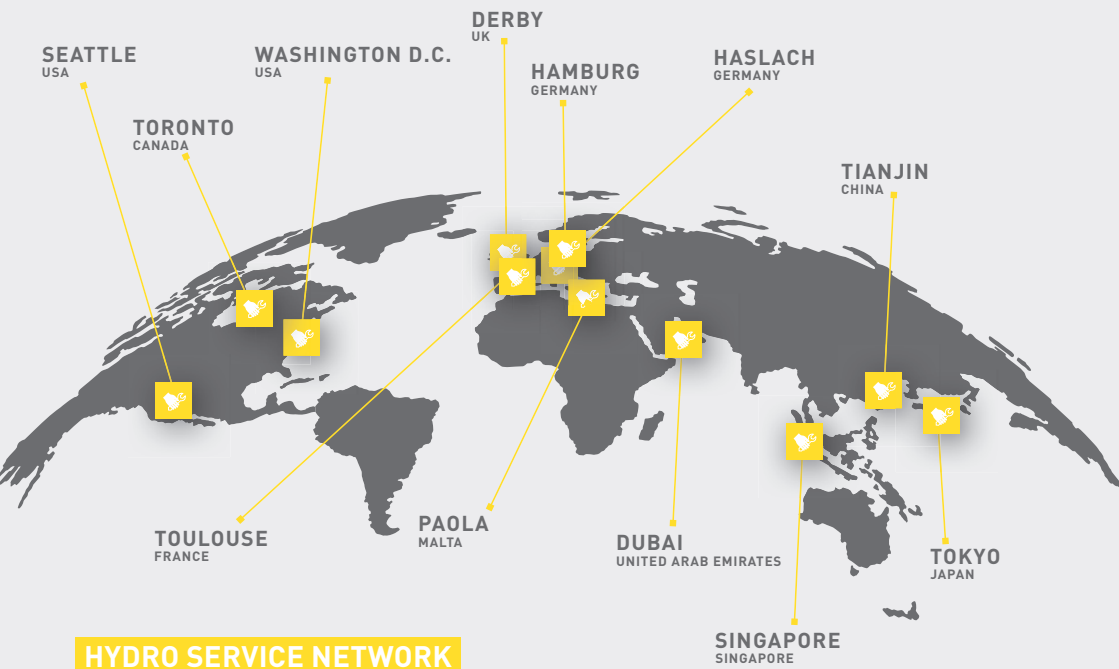 DERBY
UK
SEATTLE
USA
WASHINGTON D.C.
USA
HASLACH
GERMANY
HAMBURG
GERMANY
TORONTO
CANADA
TIANJIN
CHINA
PAOLA
MALTA
TOULOUSE
FRANCE
DUBAI
UNITED ARAB EMIRATES
TOKYO
JAPAN
SINGAPORE
SINGAPORE
HYDRO SERVICE NETWORK